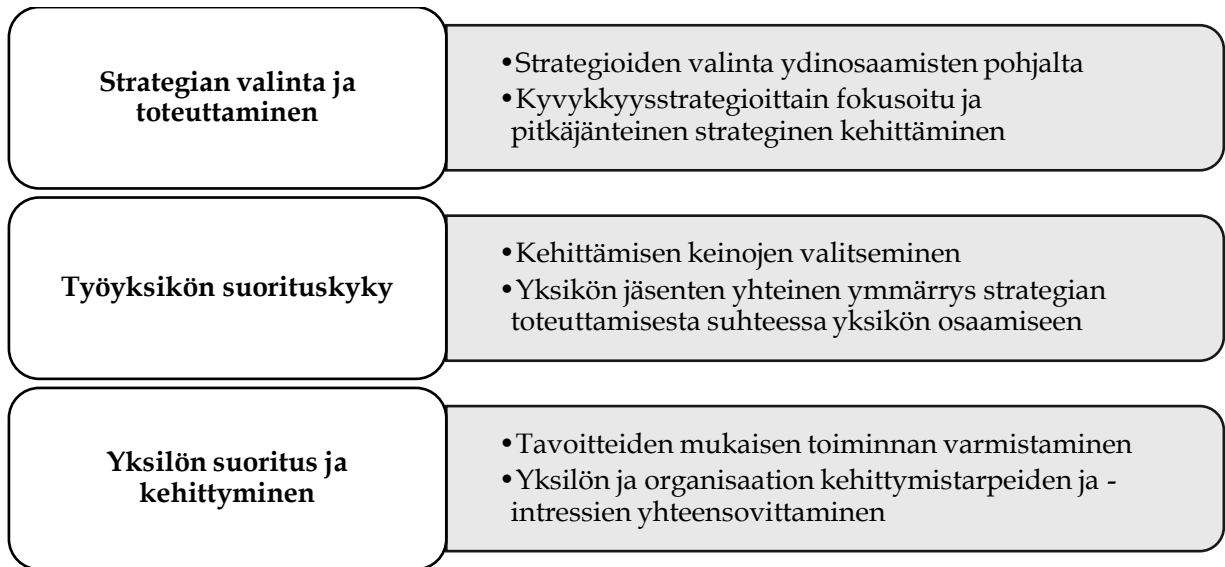 Strategian valinta ja
toteuttaminen
•Strategioiden valinta ydinosaamisten pohjalta
•Kyvykkyysstrategioittain fokusoitu ja
pitkäjänteinen strateginen kehittäminen
Työyksikön suorituskyky
•Kehittämisen keinojen valitseminen
•Yksikön jäsenten yhteinen ymmärrys strategian
toteuttamisesta suhteessa yksikön osaamiseen
Yksilön suoritus ja
kehittyminen
•Tavoitteiden mukaisen toiminnan varmistaminen
•Yksilön ja organisaation kehittymistarpeiden ja -
intressien yhteensovittaminen